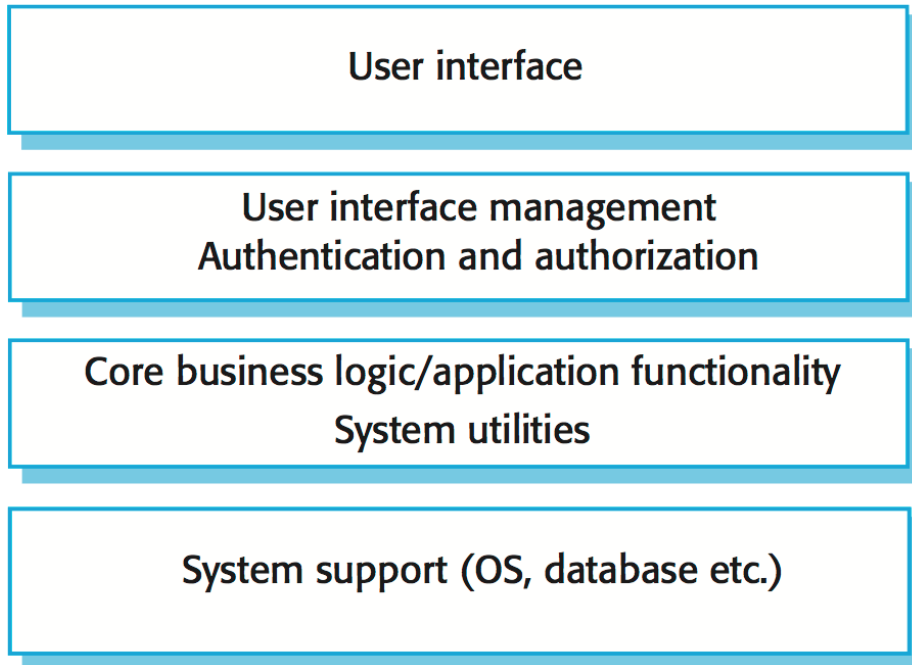 User interface
User interface management
Authentication and authorization
Core business logic/application functionality
System utilities
System support (OS, database etc.)